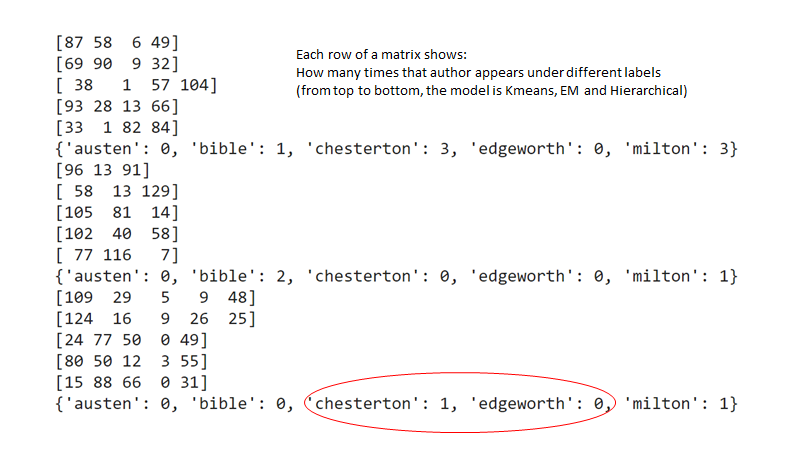 [87 58  6 49]
[69 90  9 32]
[ 38   1  57 104]
[93 28 13 66]
[33  1 82 84]
{'austen': 0, 'bible': 1, 'chesterton': 3, 'edgeworth': 0, 'milton': 3}
[96 13 91]
[ 58  13 129]
[105  81  14]
[102  40  58]
[ 77 116   7]
{'austen': 0, 'bible': 2, 'chesterton': 0, 'edgeworth': 0, 'milton': 1}
[109  29   5   9  48]
[124  16   9  26  25]
[24 77 50  0 49]
[80 50 12  3 55]
[15 88 66  0 31]
{'austen': 0, 'bible': 0, 'chesterton': 1, 'edgeworth': 0, 'milton': 1}
Each row of a matrix shows:
How many times that author appears under different labels
(from top to bottom, the model is Kmeans, EM and Hierarchical)